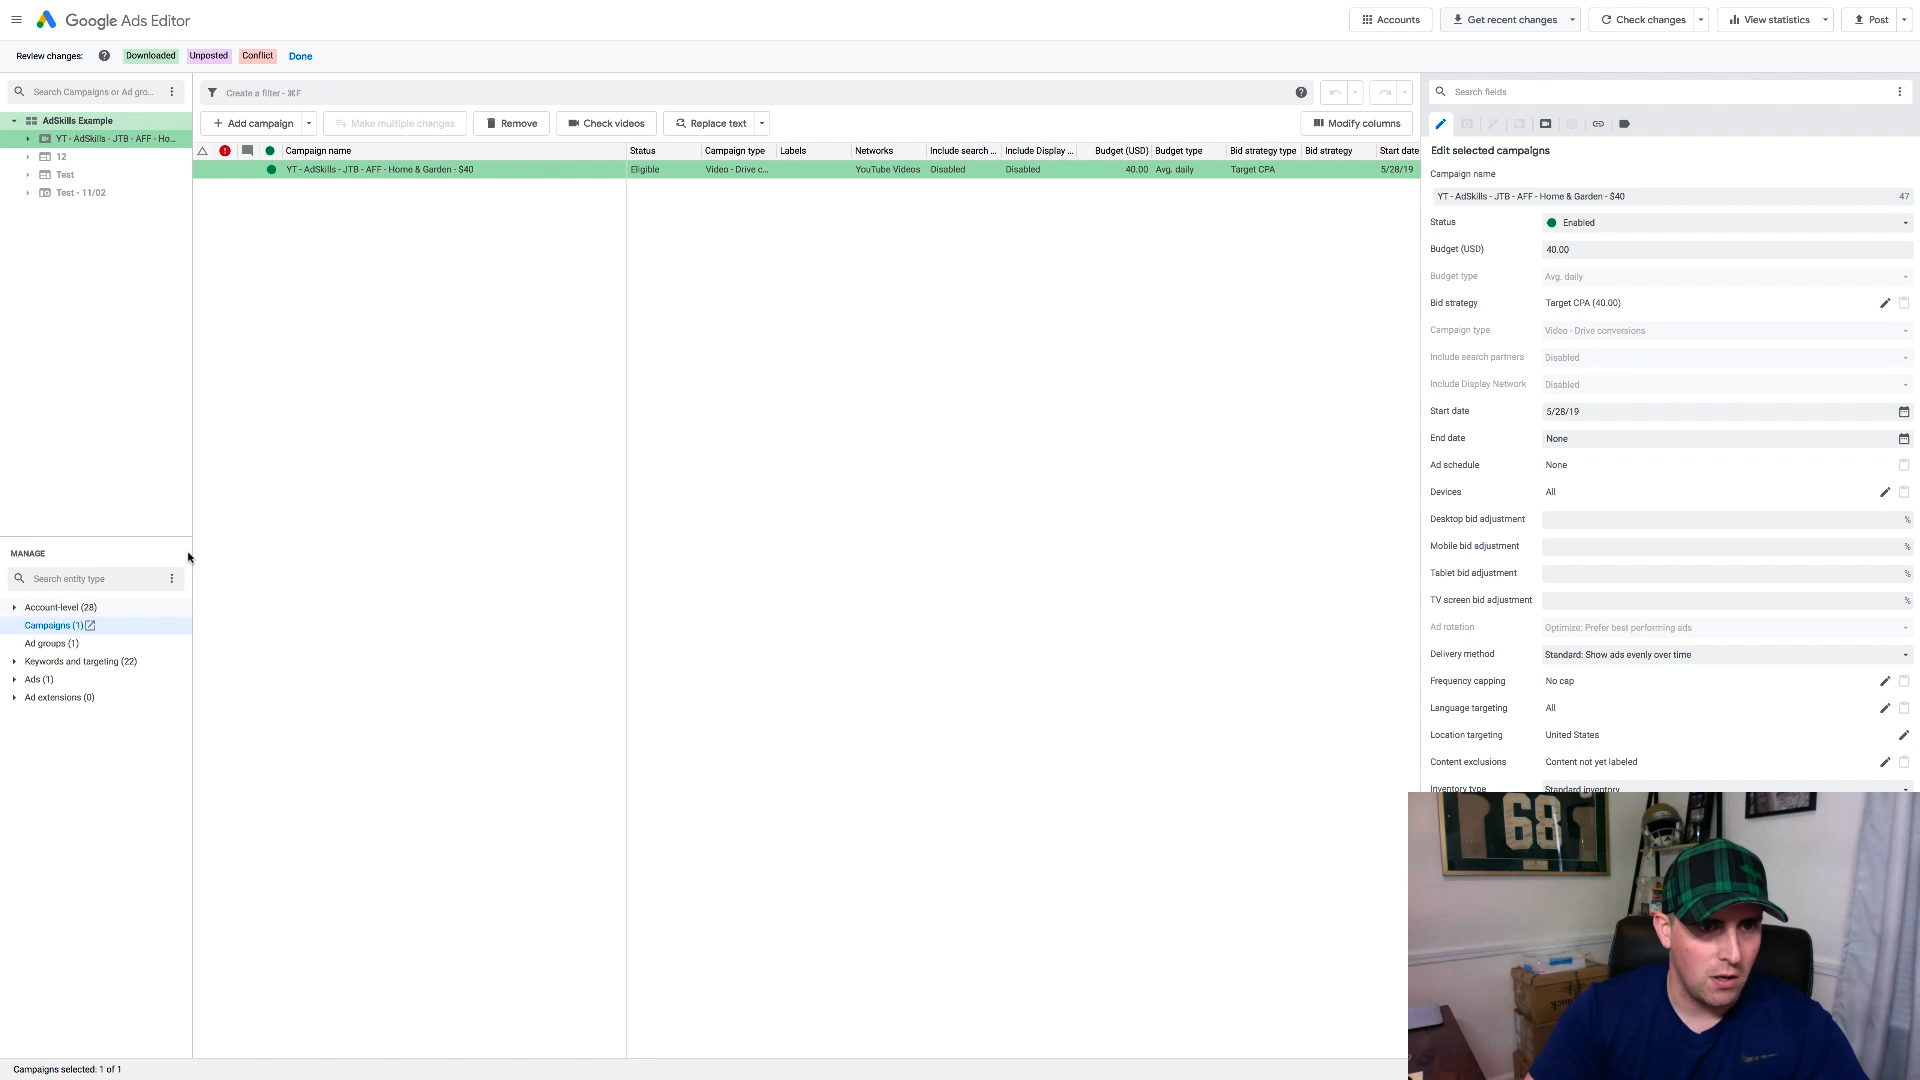 Google Ads Editor
Accounts
Get recent changes
Check changes
View statistics
Post
Review changes:
Downloaded
Unposted
Conflict
Done
Search Campaigns or Ad gro...
Create a filter - ⌘F
Search fields
AdSkills Example
YT - AdSkills - JTB - AFF - Ho...
12
Test
Test - 11/02
Add campaign
Make multiple changes
Remove
Check videos
Replace text
Modify columns
Campaign name
Status
Campaign type
Labels
Networks
Include search ...
Include Display ...
Budget (USD)
Budget type
Bid strategy type
Bid strategy
Start date
YT - AdSkills - JTB - AFF - Home & Garden - $40
Eligible
Video - Drive c...
YouTube Videos
Disabled
Disabled
40.00
Avg. daily
Target CPA
5/28/19
Edit selected campaigns
Campaign name
YT - AdSkills - JTB - AFF - Home & Garden - $40
47
Status
Enabled
Budget (USD)
40.00
Budget type
Avg. daily
Bid strategy
Target CPA (40.00)
Campaign type
Video - Drive conversions
Include search partners
Disabled
Include Display Network
Disabled
Start date
5/28/19
End date
None
Ad schedule
None
Devices
All
Desktop bid adjustment
%
Mobile bid adjustment
%
Tablet bid adjustment
%
TV screen bid adjustment
%
Ad rotation
Optimize: Prefer best performing ads
Delivery method
Standard: Show ads evenly over time
Frequency capping
No cap
Language targeting
All
Location targeting
United States
Content exclusions
Content not yet labeled
Inventory type
Standard inventory
MANAGE
Search entity type
Account-level (28)
Campaigns (1)
Ad groups (1)
Keywords and targeting (22)
Ads (1)
Ad extensions (0)
Campaigns selected: 1 of 1
68